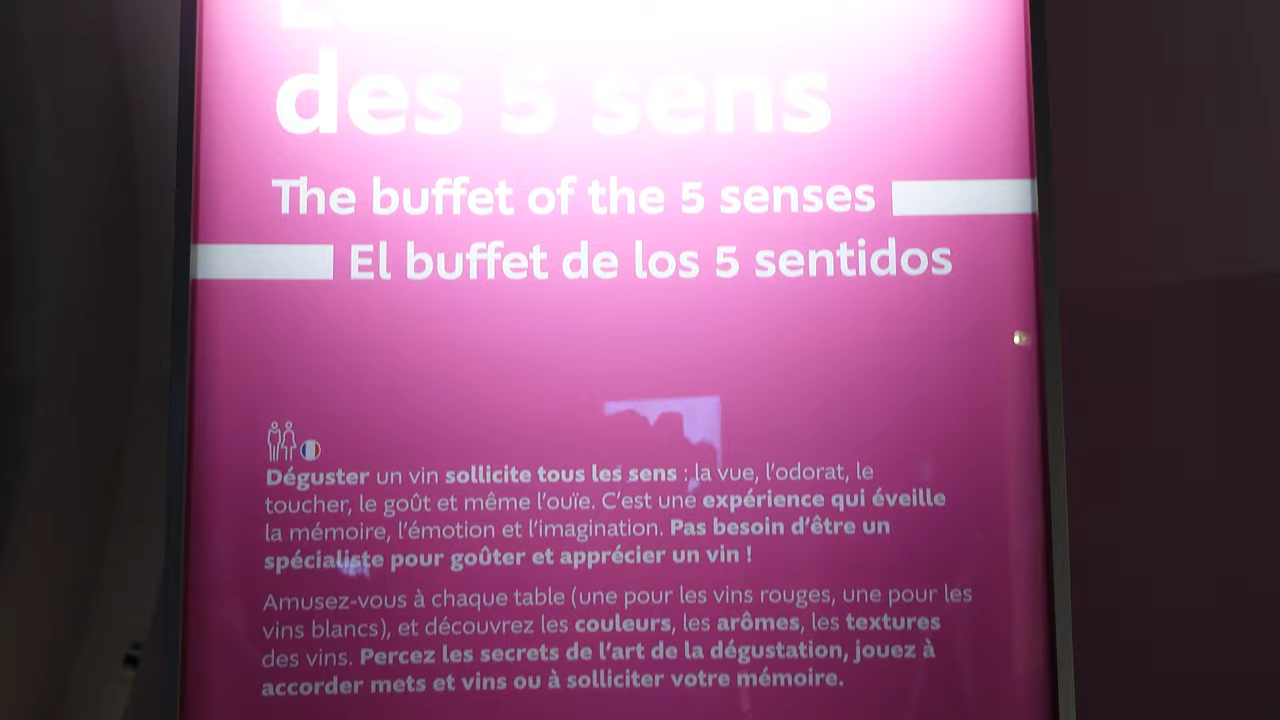 des 5 sens
The buffet of the 5 senses
El buffet de los 5 sentidos
Déguster un vin sollicite tous les sens : la vue, l'odorat, le
toucher, le goût et même l'ouïe. C'est une expérience qui éveille
la mémoire, l'émotion et l'imagination. Pas besoin d'être un
spécialiste pour goûter et apprécier un vin !
Amusez-vous à chaque table (une pour les vins rouges, une pour les
vins blancs), et découvrez les couleurs, les arômes, les textures
des vins. Percez les secrets de l'art de la dégustation, jouez à
accorder mets et vins ou à solliciter votre mémoire.